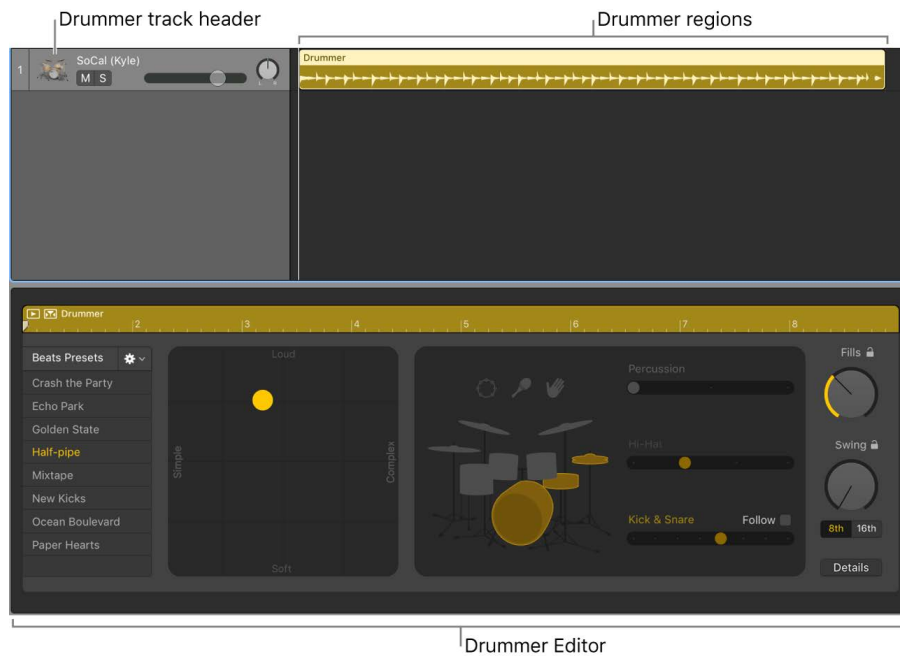 Drummer track header
Drummer regions
1
SoCal (Kyle)
M S
L R
Drummer
Drummer
2 3 4 5 6 7 8
Beats Presets
Crash the Party
Echo Park
Golden State
Half-pipe
Mixtape
New Kicks
Ocean Boulevard
Paper Hearts
Loud
Simple
Complex
Soft
Percussion
Hi-Hat
Kick & Snare
Follow
Fills
Swing
8th 16th
Details
Drummer Editor